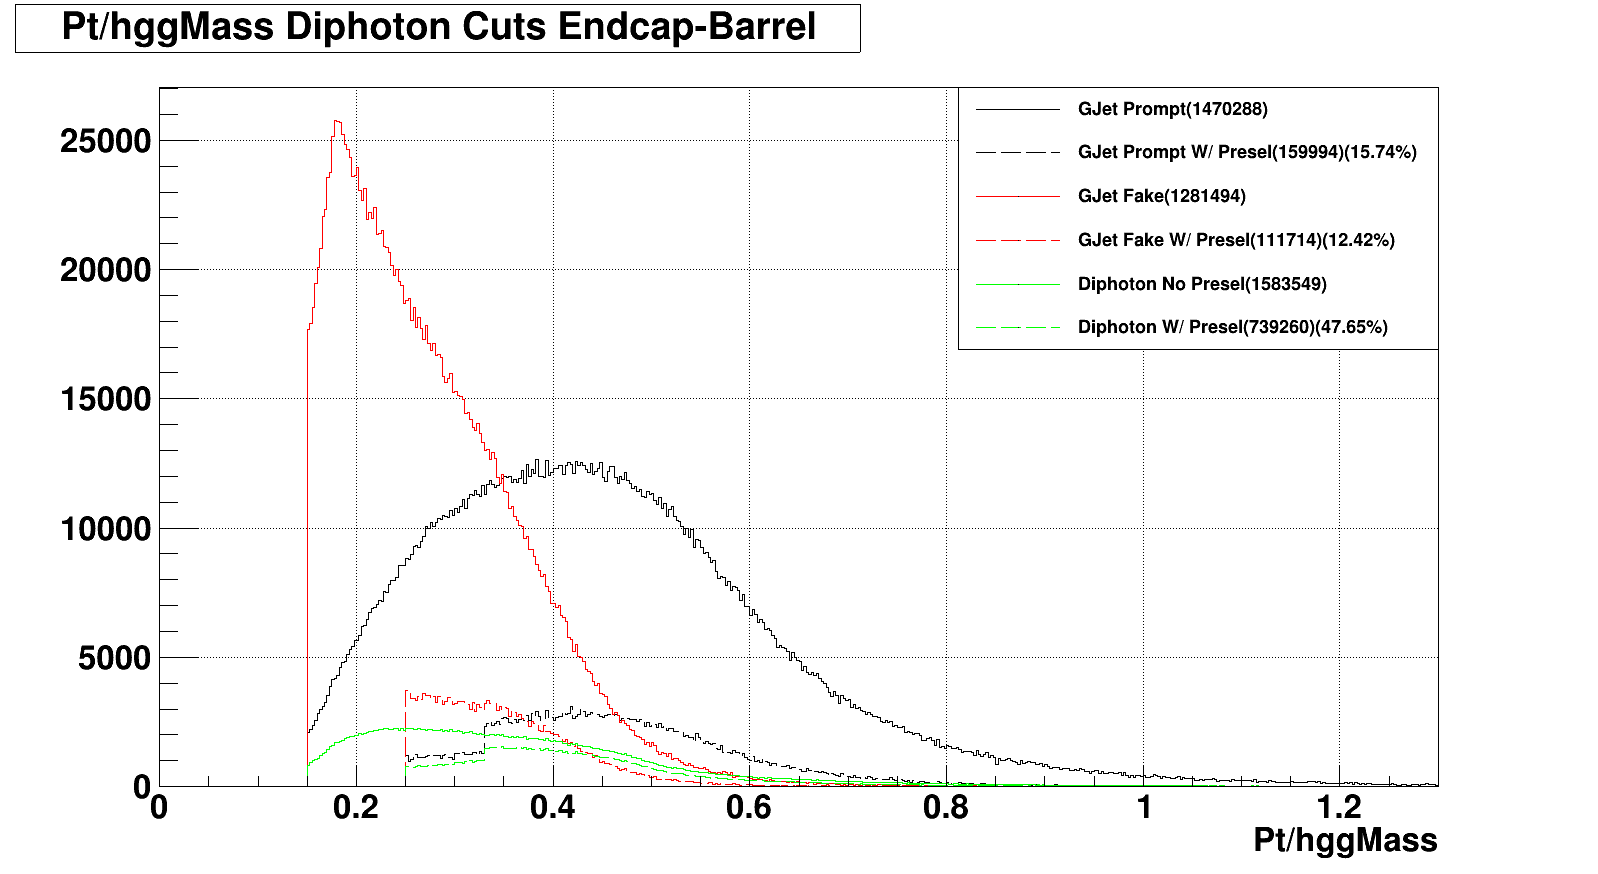 Pt/hggMass Diphoton Cuts Endcap-Barrel
GJet Prompt(1470288)
GJet Prompt W/ Presel(159994)(15.74%)
GJet Fake(1281494)
GJet Fake W/ Presel(111714)(12.42%)
Diphoton No Presel(1583549)
Diphoton W/ Presel(739260)(47.65%)
25000
20000
15000
10000
5000
0
0 0.2 0.4 0.6 0.8 1 1.2
Pt/hggMass